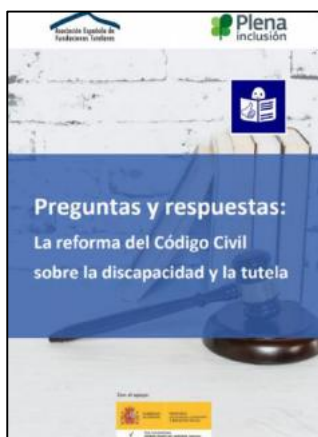 Asociación Española de
Fundaciones Tutelares
Plena
inclusión
Preguntas y respuestas:
La reforma del Código Civil
sobre la discapacidad y la tutela
Con el apoyo: